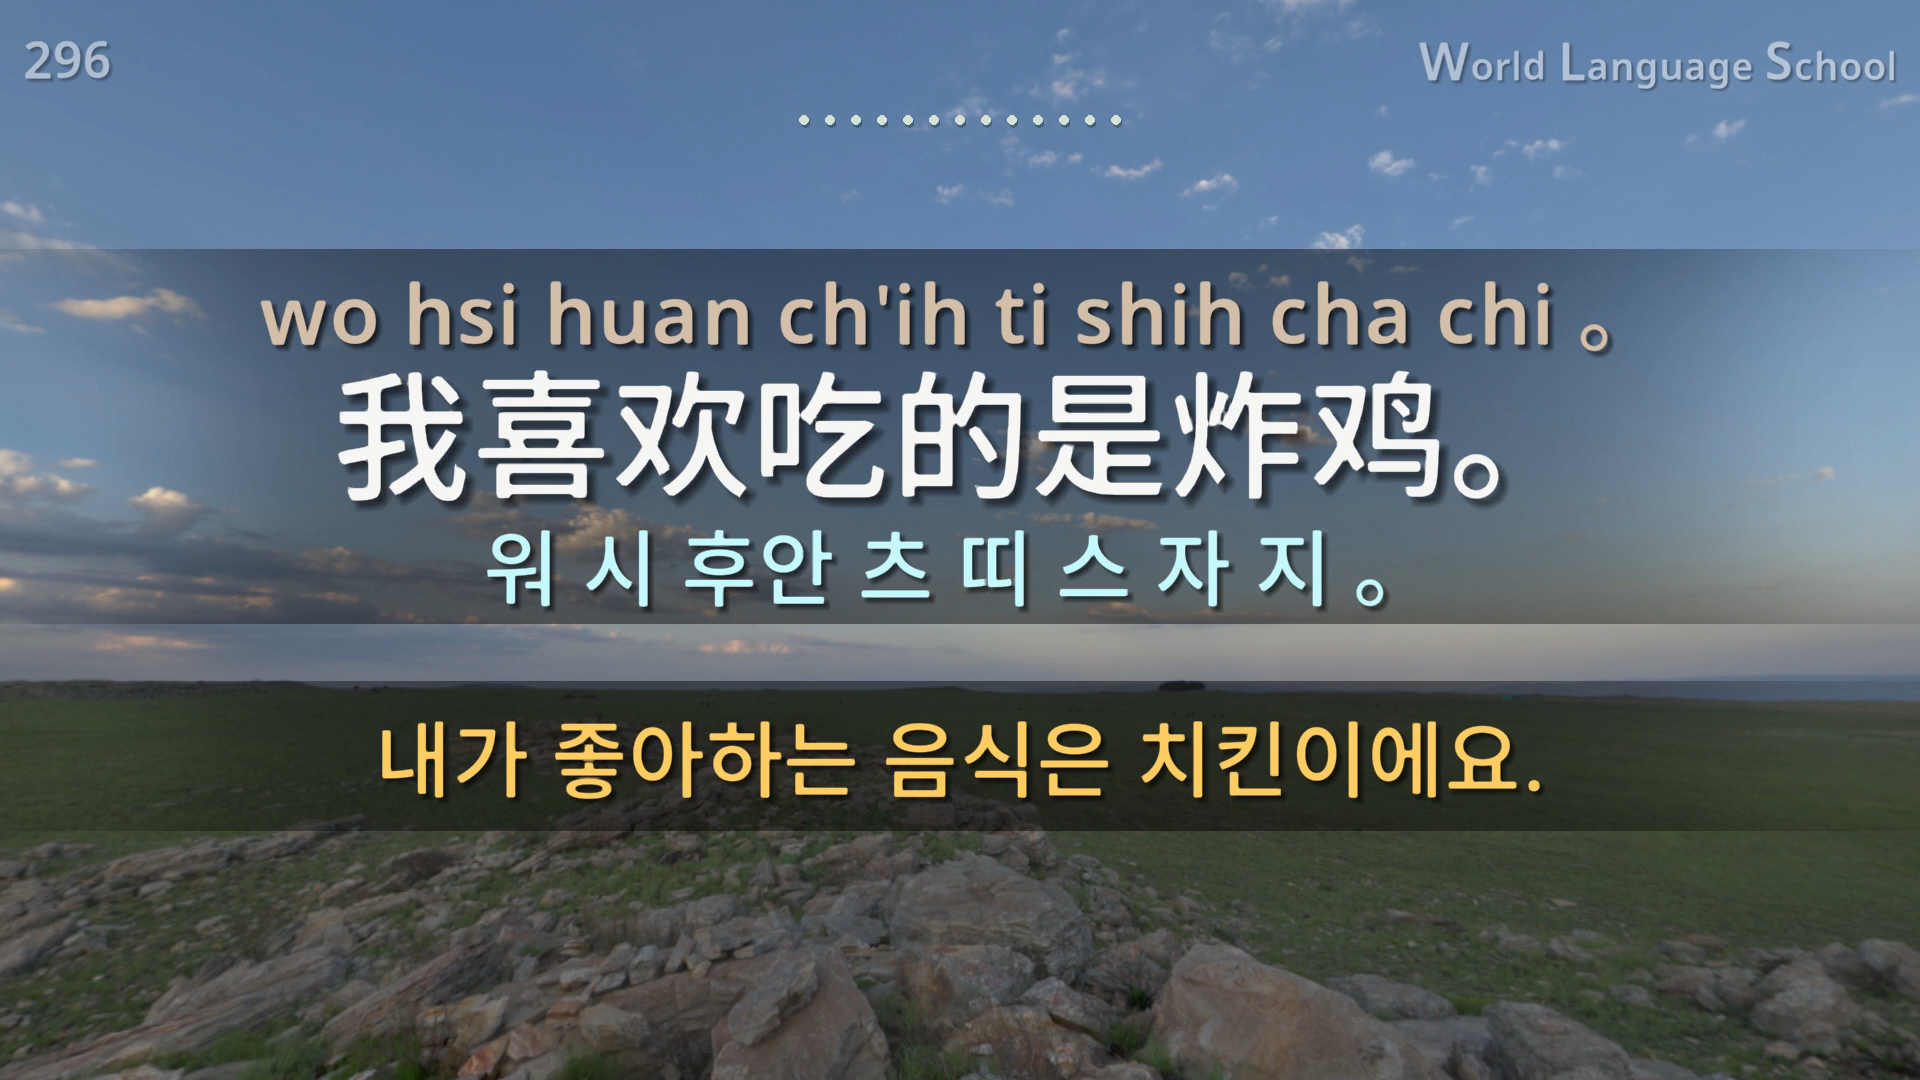 296
World Language School
wo hsi huan ch'ih ti shih cha chi 。
我喜欢吃的是炸鸡。
워 시 후안 츠 띠 스 자 지 。
내가 좋아하는 음식은 치킨이에요.